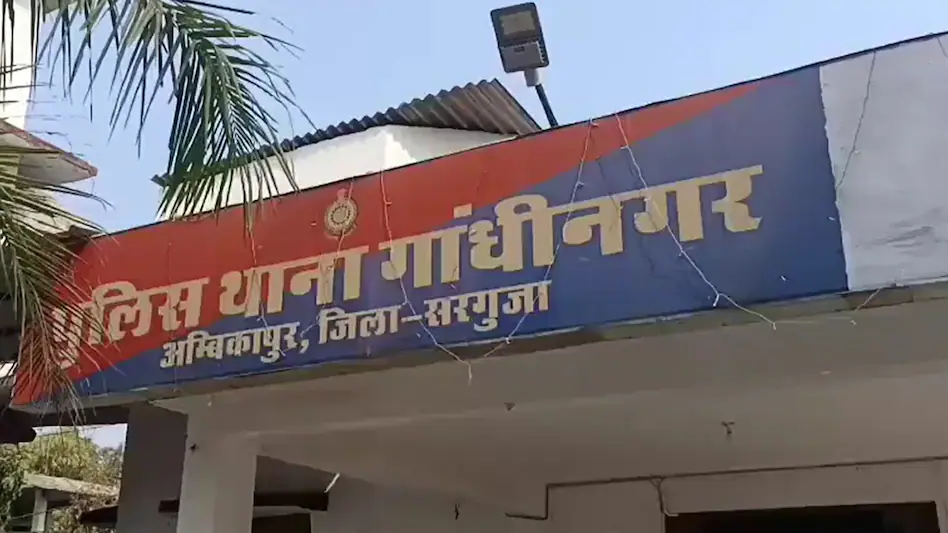 पुलिस थाना गांधीनगर
अम्बिकापुर, जिला-सरगुजा